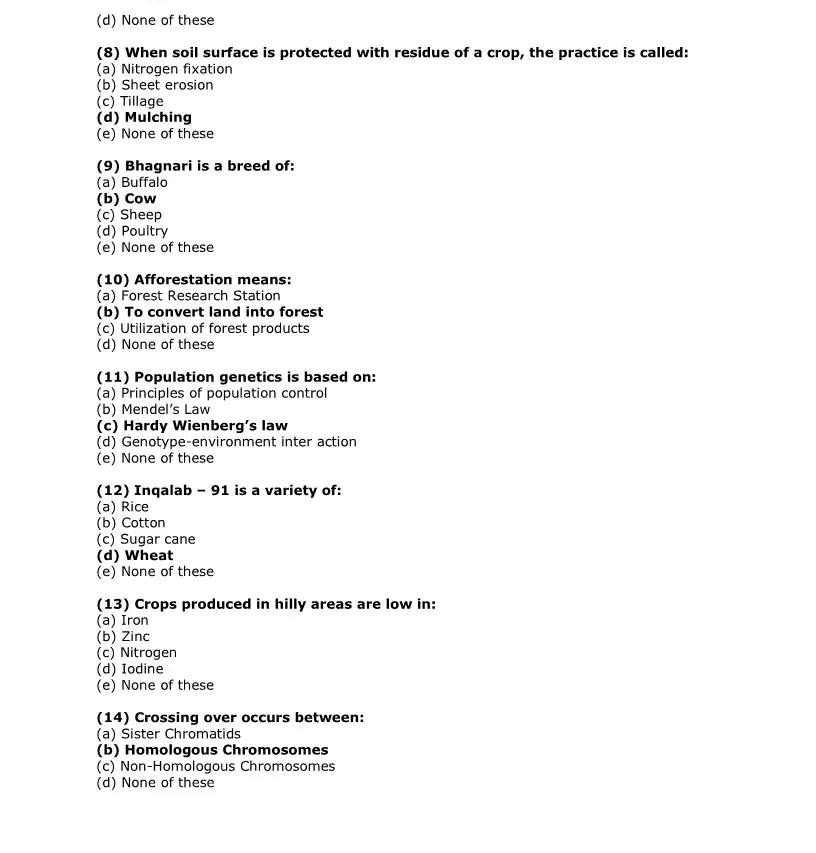 (d) None of these
(8) When soil surface is protected with residue of a crop, the practice is called:
(a) Nitrogen fixation
(b) Sheet erosion
(c) Tillage
(d) Mulching
(e) None of these
(9) Bhagnari is a breed of:
(a) Buffalo
(b) Cow
(c) Sheep
(d) Poultry
(e) None of these
(10) Afforestation means:
(a) Forest Research Station
(b) To convert land into forest
(c) Utilization of forest products
(d) None of these
(11) Population genetics is based on:
(a) Principles of population control
(b) Mendel’s Law
(c) Hardy Wienberg’s law
(d) Genotype-environment inter action
(e) None of these
(12) Inqalab – 91 is a variety of:
(a) Rice
(b) Cotton
(c) Sugar cane
(d) Wheat
(e) None of these
(13) Crops produced in hilly areas are low in:
(a) Iron
(b) Zinc
(c) Nitrogen
(d) Iodine
(e) None of these
(14) Crossing over occurs between:
(a) Sister Chromatids
(b) Homologous Chromosomes
(c) Non-Homologous Chromosomes
(d) None of these